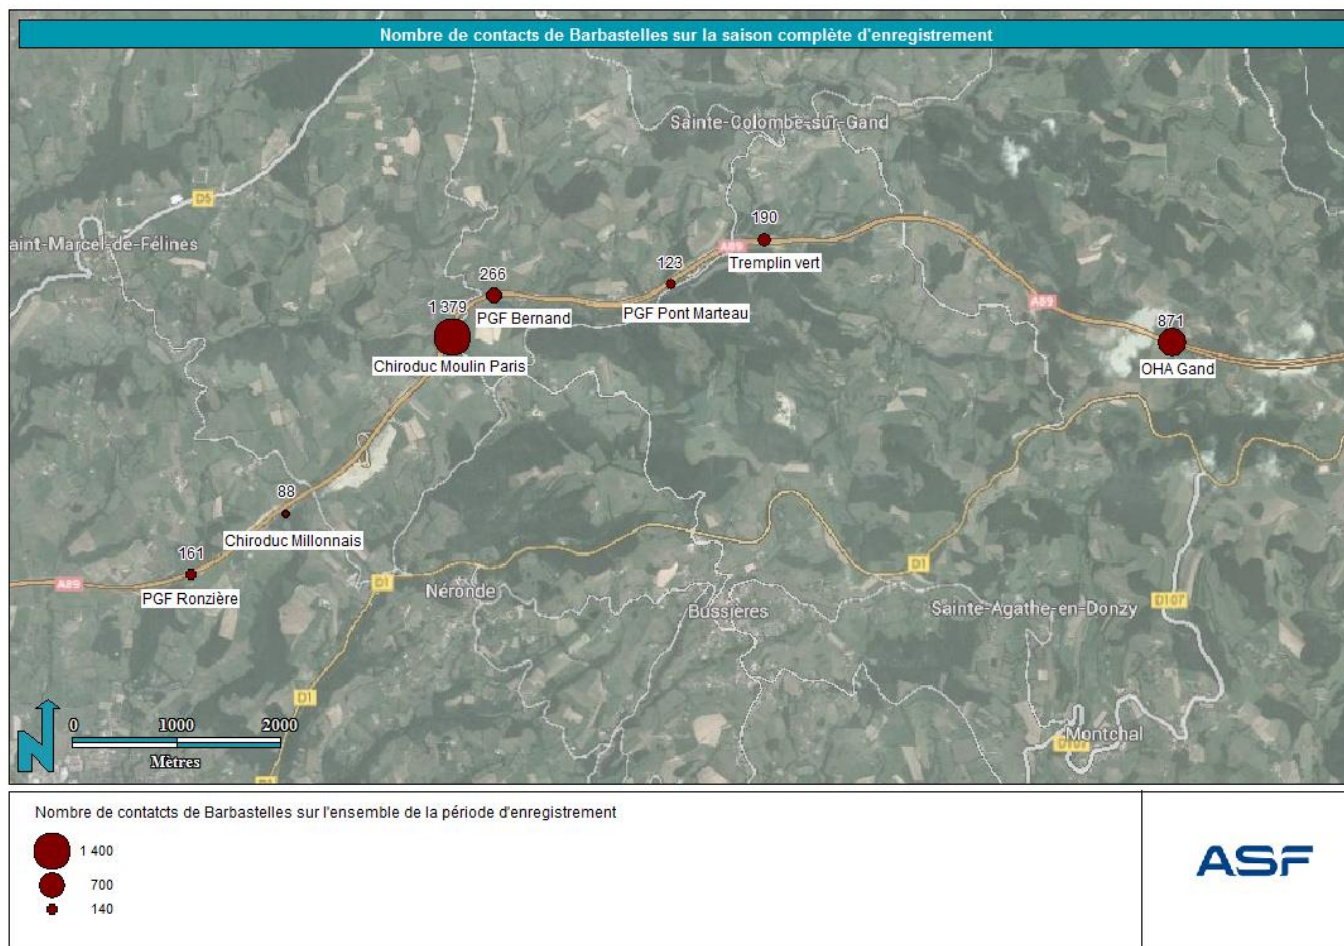 Nombre de contacts de Barbastelles sur la saison complète d'enregistrement
Sainte-Colombe-sur-Gand
D5
aint-Marcel-de-Félines
190
A89
Tremplin vert
123
266
1 379
PGF Bernand
PGF Pont Marteau
A89
871
Chiroduc Moulin Paris
OHA Gand
88
Chiroduc Millonnais
161
A89
PGF Ronzière
D1
Néronde
D1
Bussières
Sainte-Agathe-en-Donzy
D107
D1
0 1000 2000
Mètres
N
Montchal
D107
D1
Nombre de contatcts de Barbastelles sur l'ensemble de la période d'enregistrement
1 400
700
140
ASF